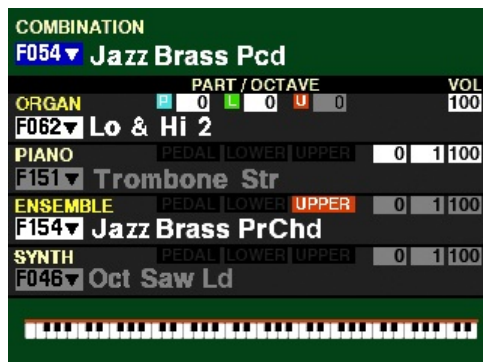 COMBINATION
F054▼ Jazz Brass Pcd
PART / OCTAVE VOL
ORGAN P 0 L 0 U 0 100
F062▼ Lo & Hi 2
PIANO PEDAL LOWER UPPER 0 1 100
F151▼ Trombone Str
ENSEMBLE PEDAL LOWER UPPER 0 1 100
F154▼ Jazz Brass PrChd
SYNTH PEDAL LOWER UPPER 0 1 100
F046▼ Oct Saw Ld